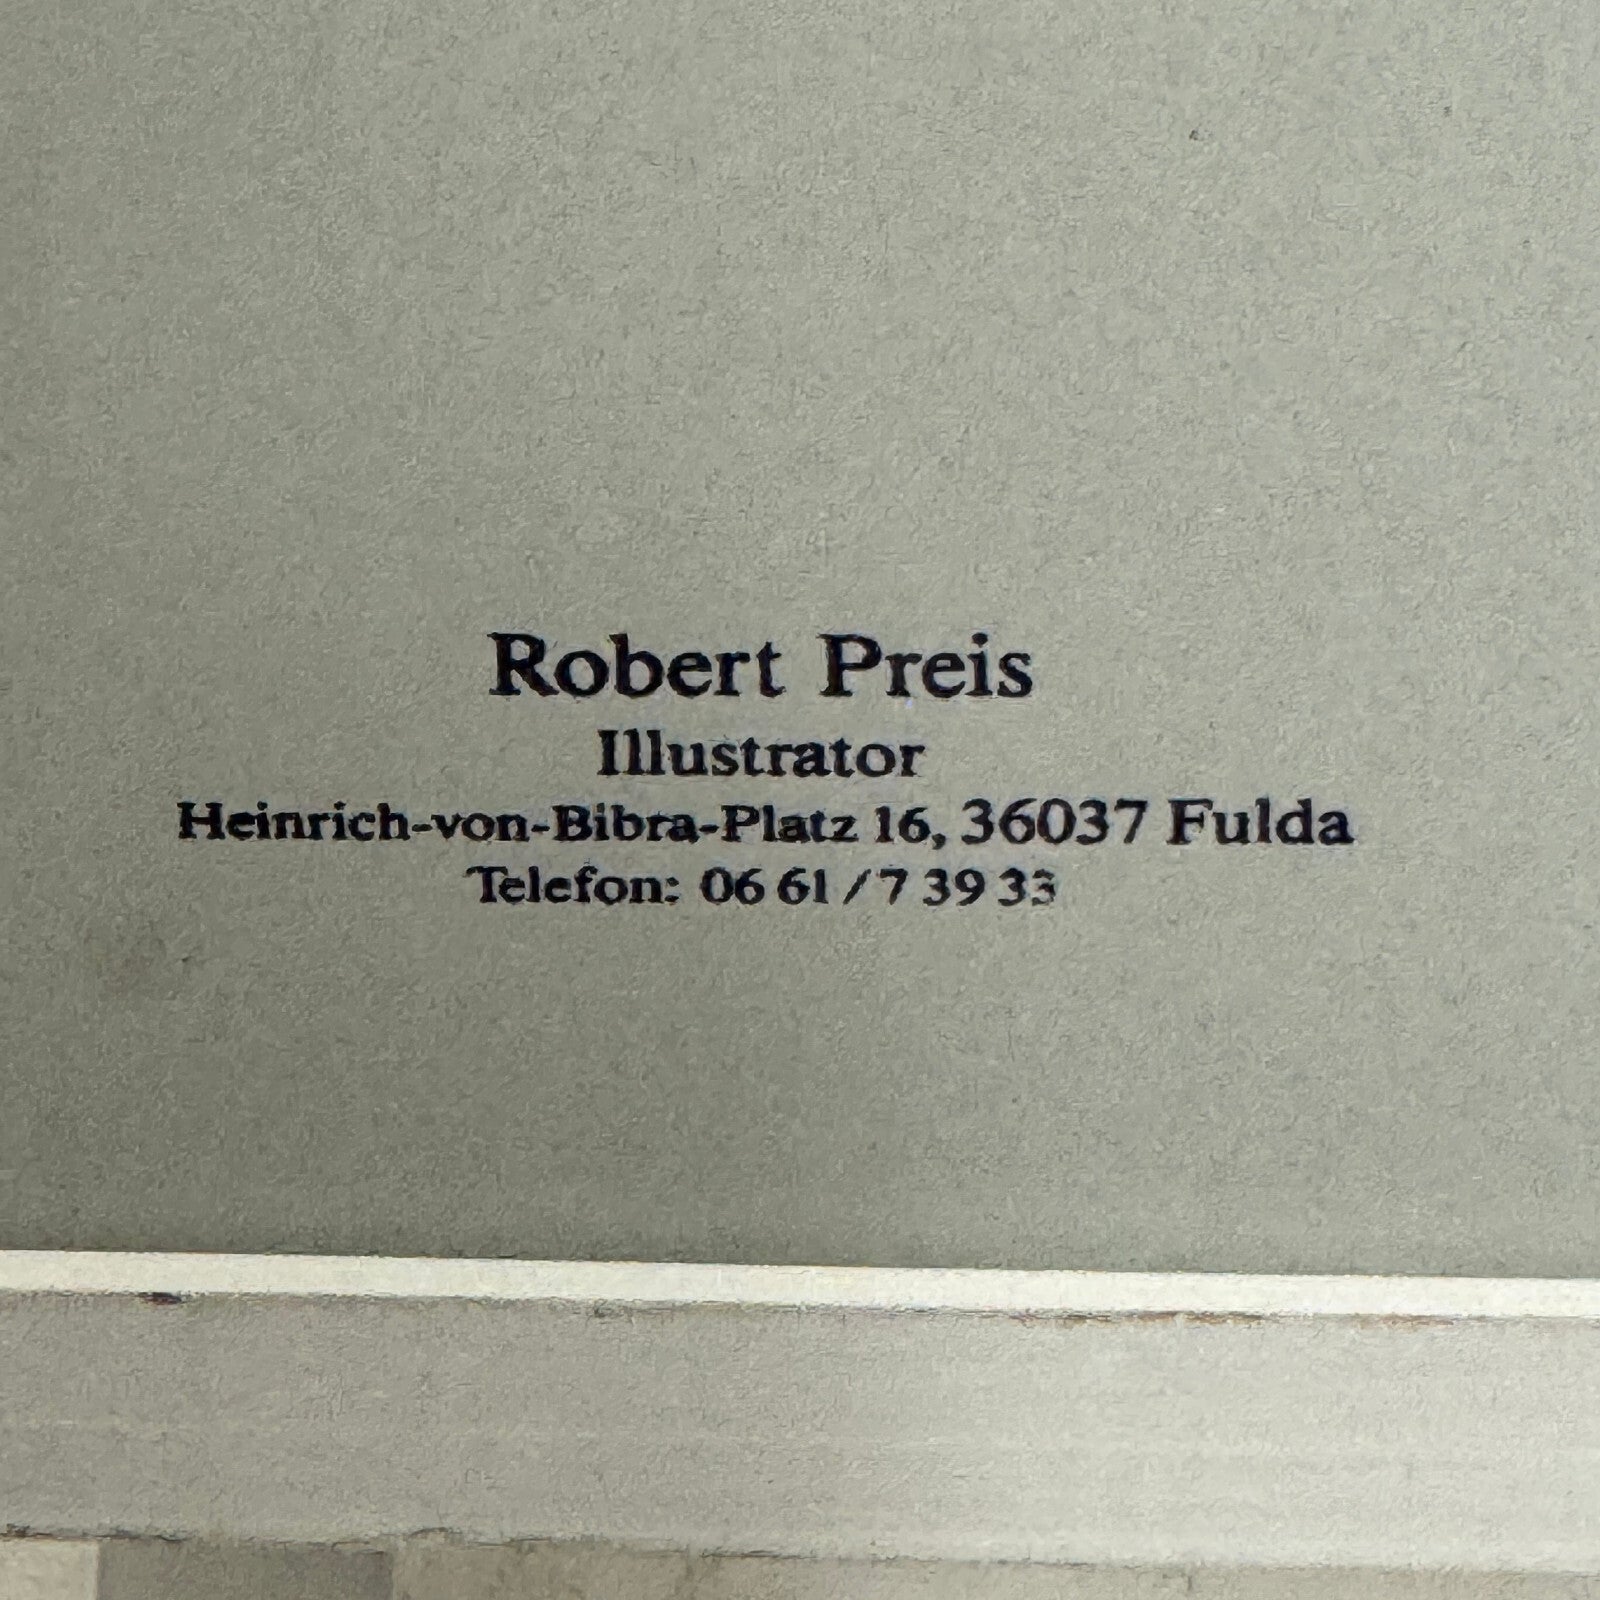 Robert Preis
Illustrator
Heinrich-von-Bibra-Platz 16, 36037 Fulda
Telefon: 06 61 / 7 39 33